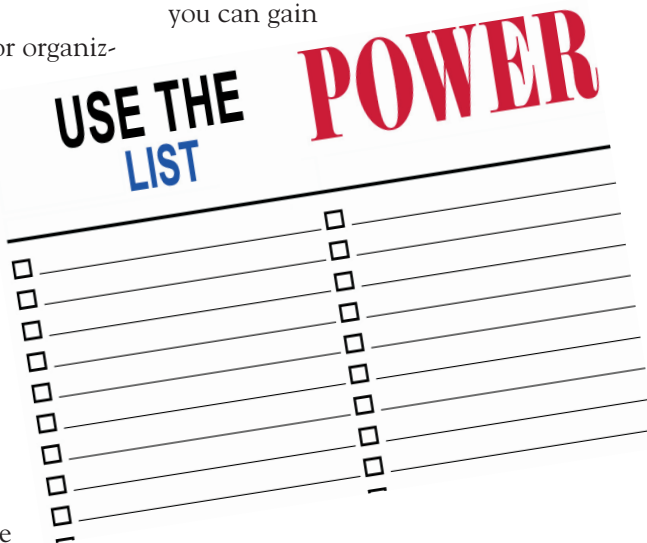 you can gain
or organiz-
USE THE POWER
LIST
e